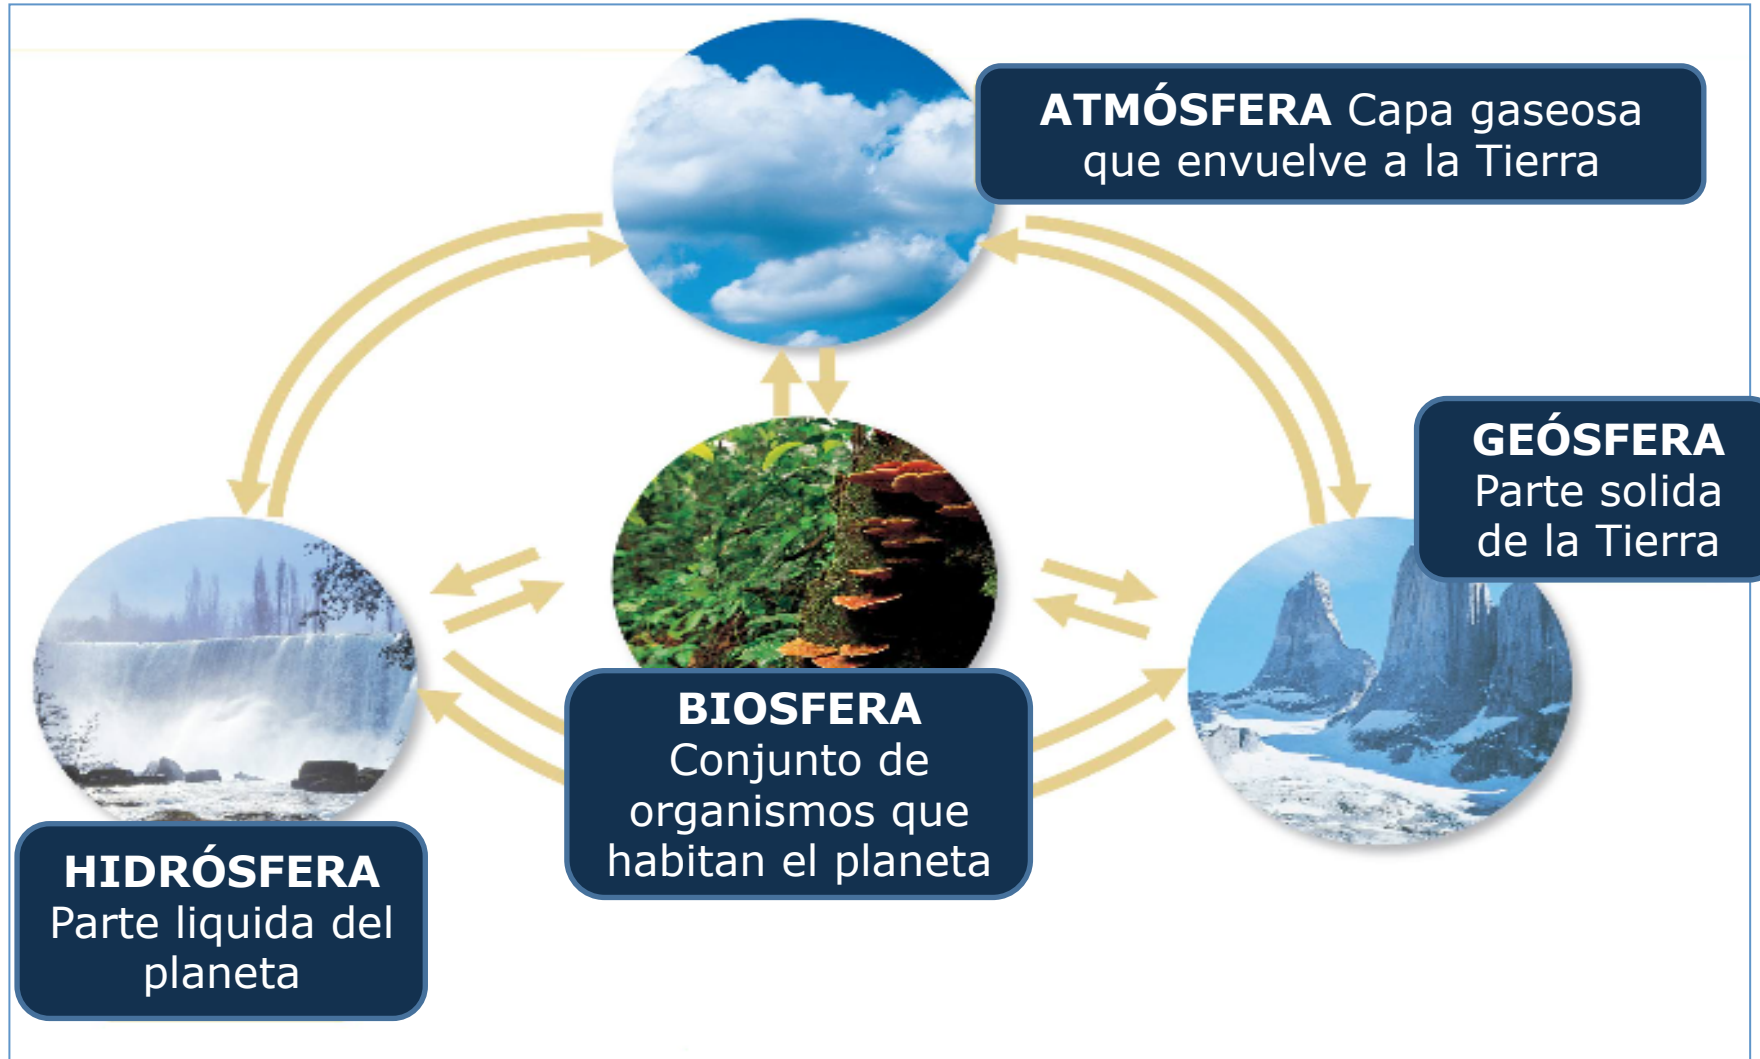 ATMÓSFERA Capa gaseosa
que envuelve a la Tierra
GEÓSFERA
Parte solida
de la Tierra
BIOSFERA
Conjunto de
organismos que
habitan el planeta
HIDRÓSFERA
Parte liquida del
planeta